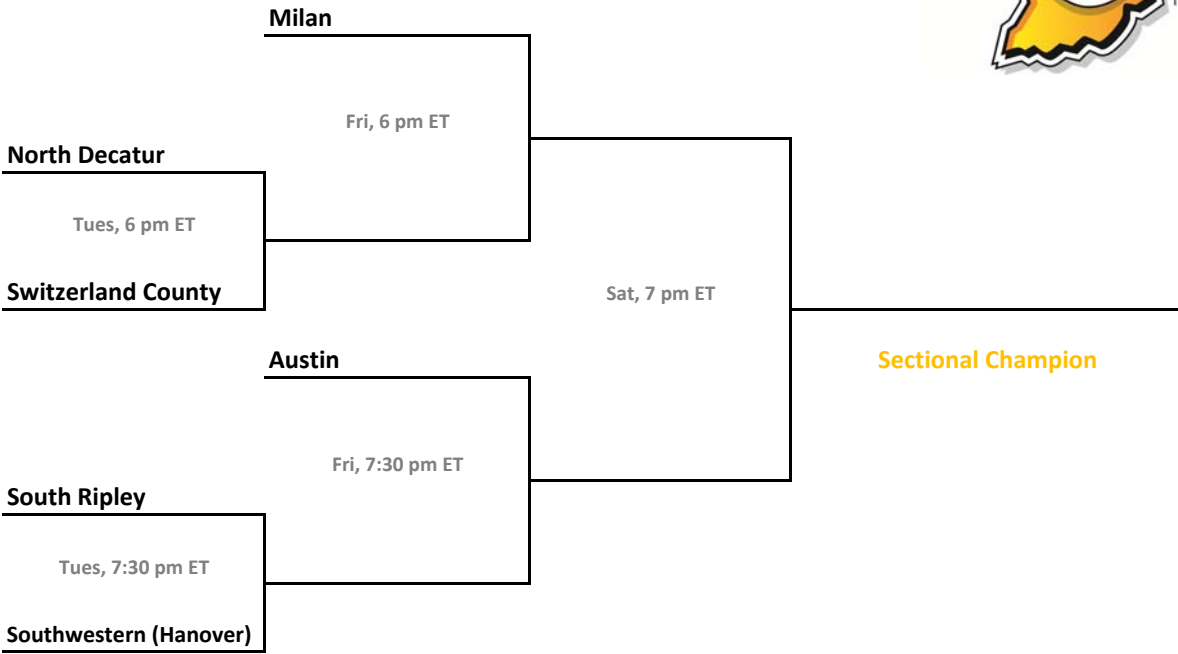 Milan
Fri, 6 pm ET
North Decatur
Tues, 6 pm ET
Switzerland County
Sat, 7 pm ET
Austin
Sectional Champion
Fri, 7:30 pm ET
South Ripley
Tues, 7:30 pm ET
Southwestern (Hanover)